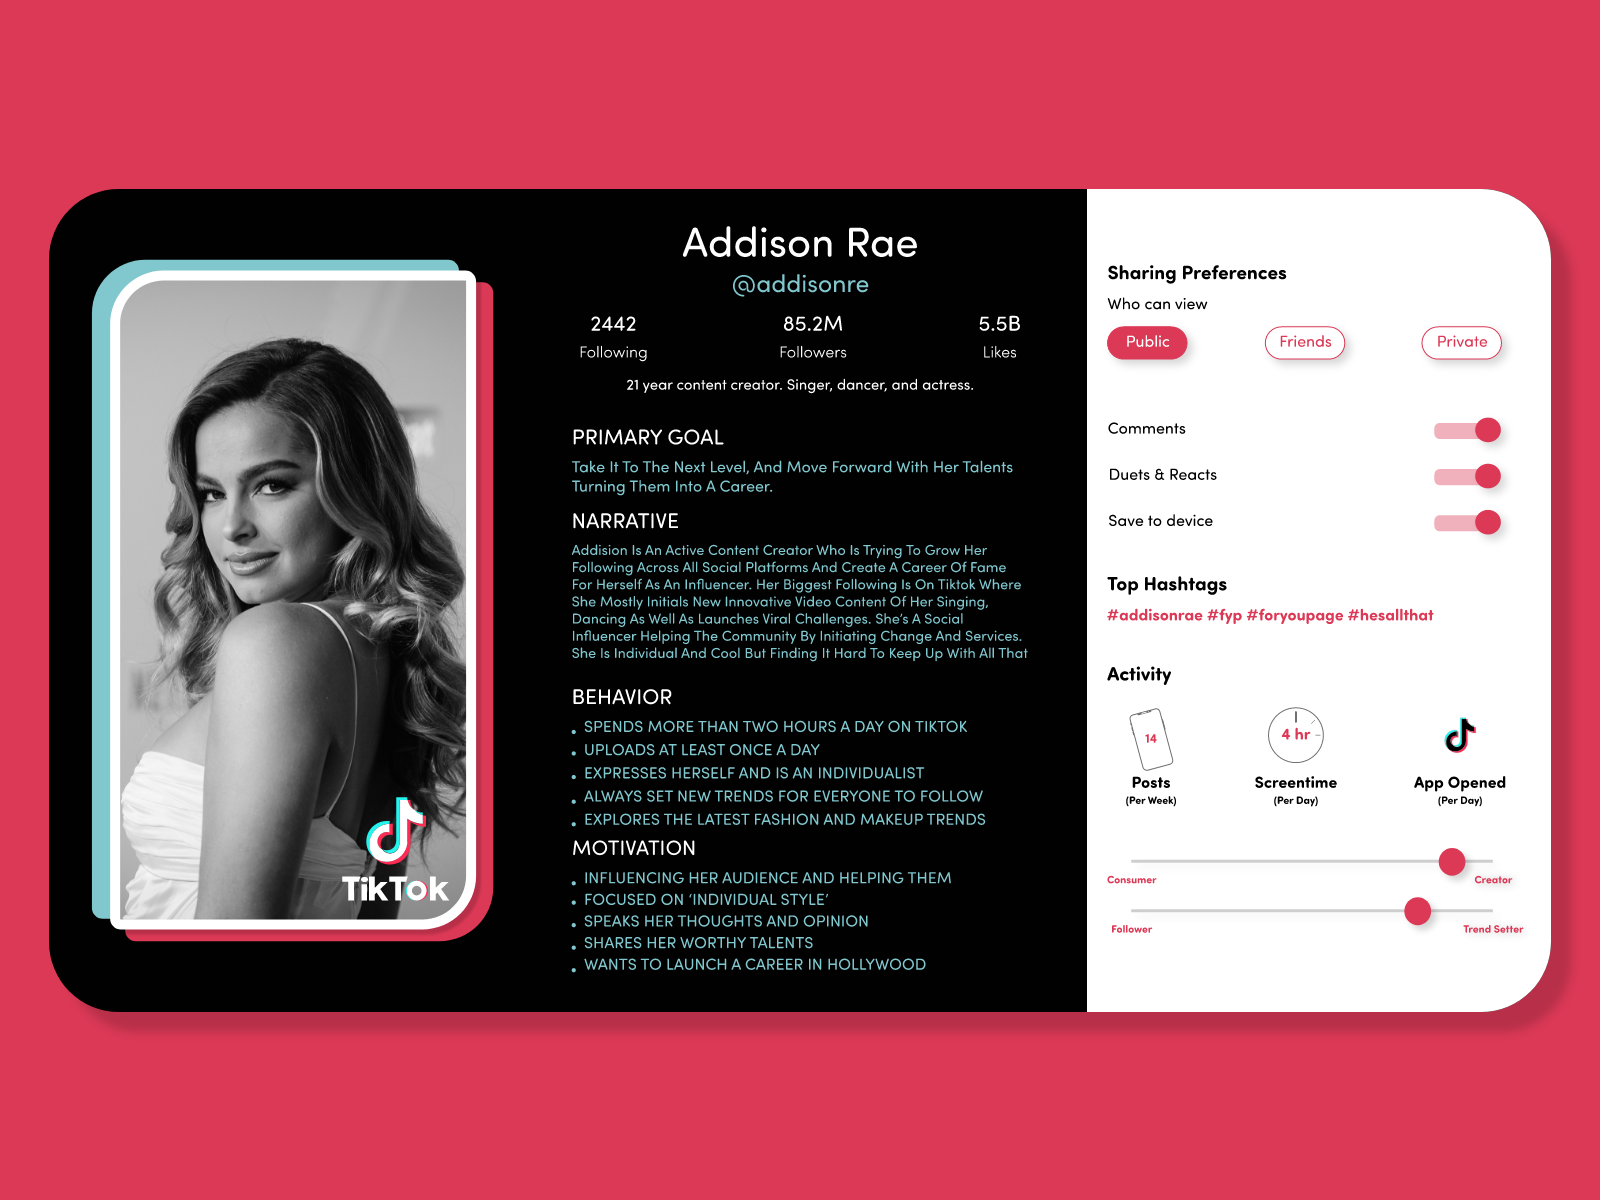 Addison Rae
@addisonre
2442
85.2M
5.5B
Following
Followers
Likes
21 year content creator. Singer, dancer, and actress.
PRIMARY GOAL
Take It To The Next Level, And Move Forward With Her Talents
Turning Them Into A Career.
NARRATIVE
Addision Is An Active Content Creator Who Is Trying To Grow Her
Following Across All Social Platforms And Create A Career Of Fame
For Herself As An Influencer. Her Biggest Following Is On Tiktok Where
She Mostly Initials New Innovative Video Content Of Her Singing,
Dancing As Well As Launches Viral Challenges. She's A Social
Influencer Helping The Community By Initiating Change And Services.
She Is Individual And Cool But Finding It Hard To Keep Up With All That
BEHAVIOR
• SPENDS MORE THAN TWO HOURS A DAY ON TIKTOK
• UPLOADS AT LEAST ONCE A DAY
• EXPRESSES HERSELF AND IS AN INDIVIDUALIST
• ALWAYS SET NEW TRENDS FOR EVERYONE TO FOLLOW
• EXPLORES THE LATEST FASHION AND MAKEUP TRENDS
MOTIVATION
• INFLUENCING HER AUDIENCE AND HELPING THEM
• FOCUSED ON ‘INDIVIDUAL STYLE’
• SPEAKS HER THOUGHTS AND OPINION
• SHARES HER WORTHY TALENTS
• WANTS TO LAUNCH A CAREER IN HOLLYWOOD
TikTok
Sharing Preferences
Who can view
Public
Friends
Private
Comments
Duets & Reacts
Save to device
Top Hashtags
#addisonrae #fyp #foryoupage #hesallthat
Activity
14
4 hr
Posts
Screentime
App Opened
(Per Week)
(Per Day)
(Per Day)
Consumer
Creator
Follower
Trend Setter